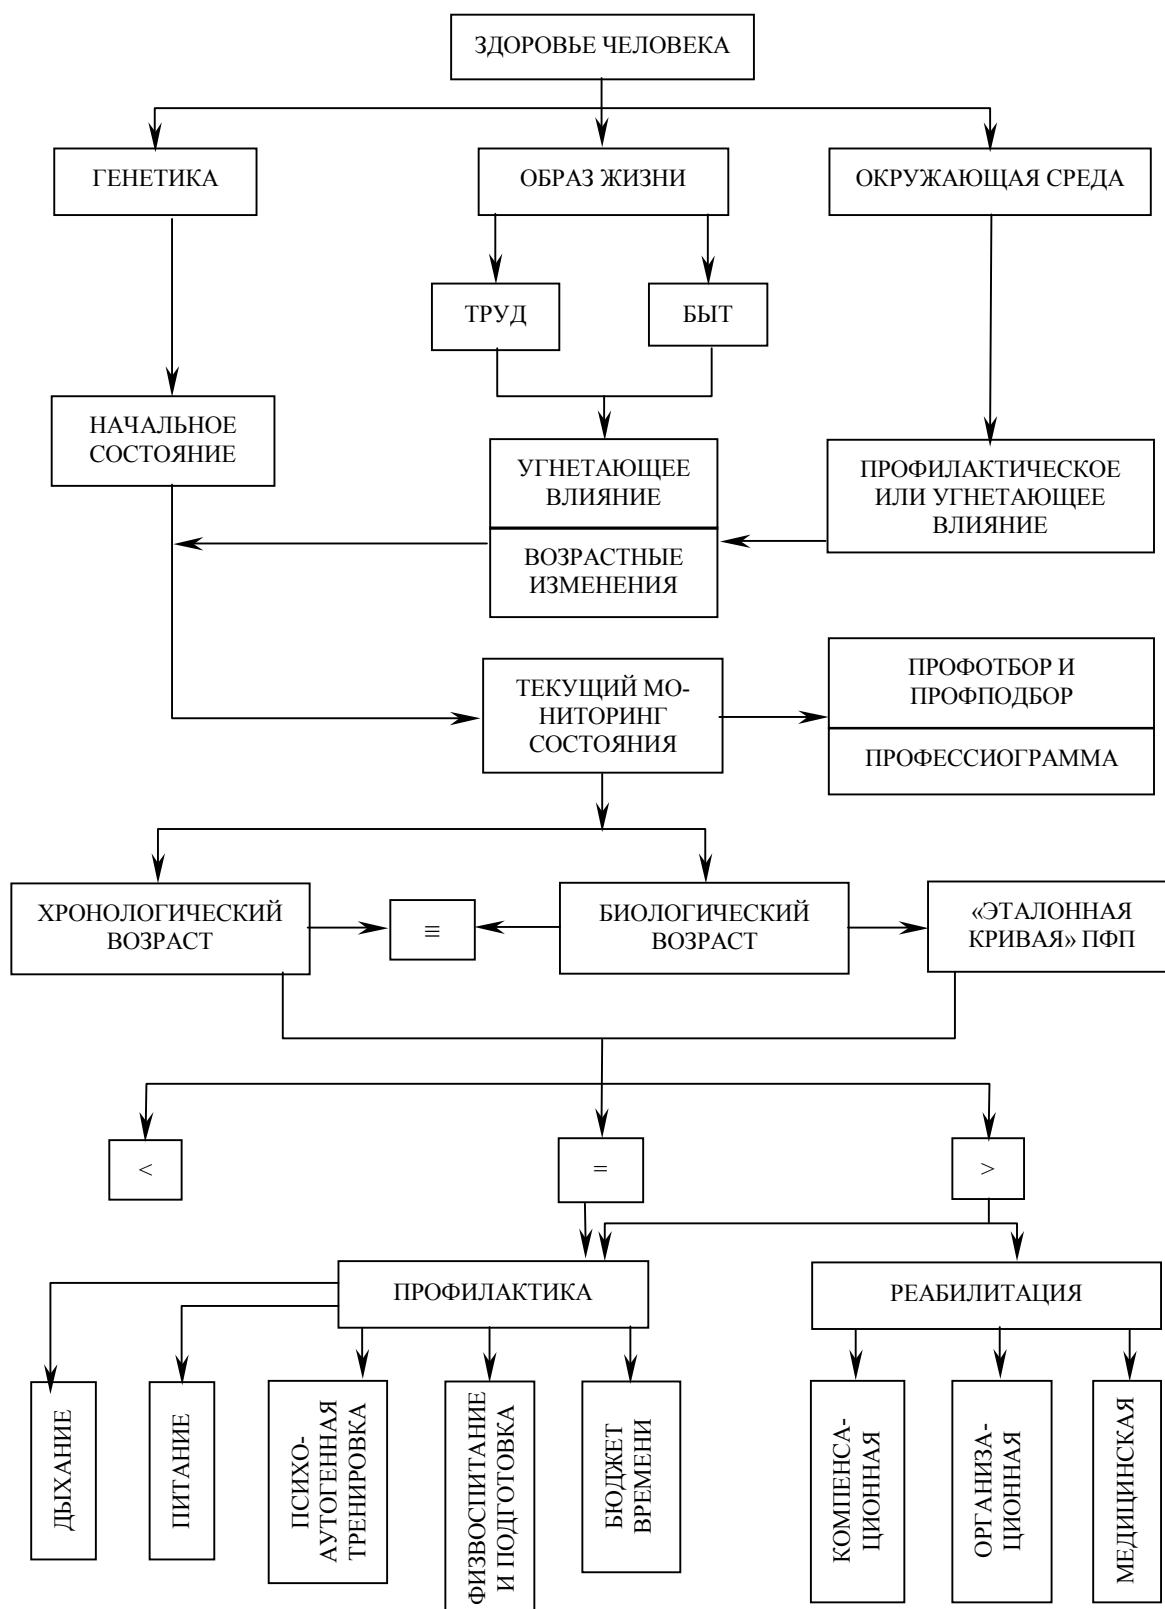 ЗДОРОВЬЕ ЧЕЛОВЕКА
ГЕНЕТИКА
ОБРАЗ ЖИЗНИ
ОКРУЖАЮЩАЯ СРЕДА
ТРУД
БЫТ
НАЧАЛЬНОЕ
СОСТОЯНИЕ
УГНЕТАЮЩЕЕ
ВЛИЯНИЕ
ВОЗРАСТНЫЕ
ИЗМЕНЕНИЯ
ПРОФИЛАКТИЧЕСКОЕ
ИЛИ УГНЕТАЮЩЕЕ
ВЛИЯНИЕ
ТЕКУЩИЙ МО-
НИТОРИНГ
СОСТОЯНИЯ
ПРОФОТБОР И
ПРОФПОДБОР
ПРОФЕССИОГРАММА
ХРОНОЛОГИЧЕСКИЙ
ВОЗРАСТ
≡
БИОЛОГИЧЕСКИЙ
ВОЗРАСТ
«ЭТАЛОННАЯ
КРИВАЯ» ПФП
<
=
>
ПРОФИЛАКТИКА
РЕАБИЛИТАЦИЯ
ДЫХАНИЕ
ПИТАНИЕ
ПСИХО-
АУТОГЕННАЯ
ТРЕНИРОВКА
ФИЗВОСПИТАНИЕ
И ПОДГОТОВКА
БЮДЖЕТ
ВРЕМЕНИ
КОМПЕНСА-
ЦИОННАЯ
ОРГАНИЗА-
ЦИОННАЯ
МЕДИЦИНСКАЯ